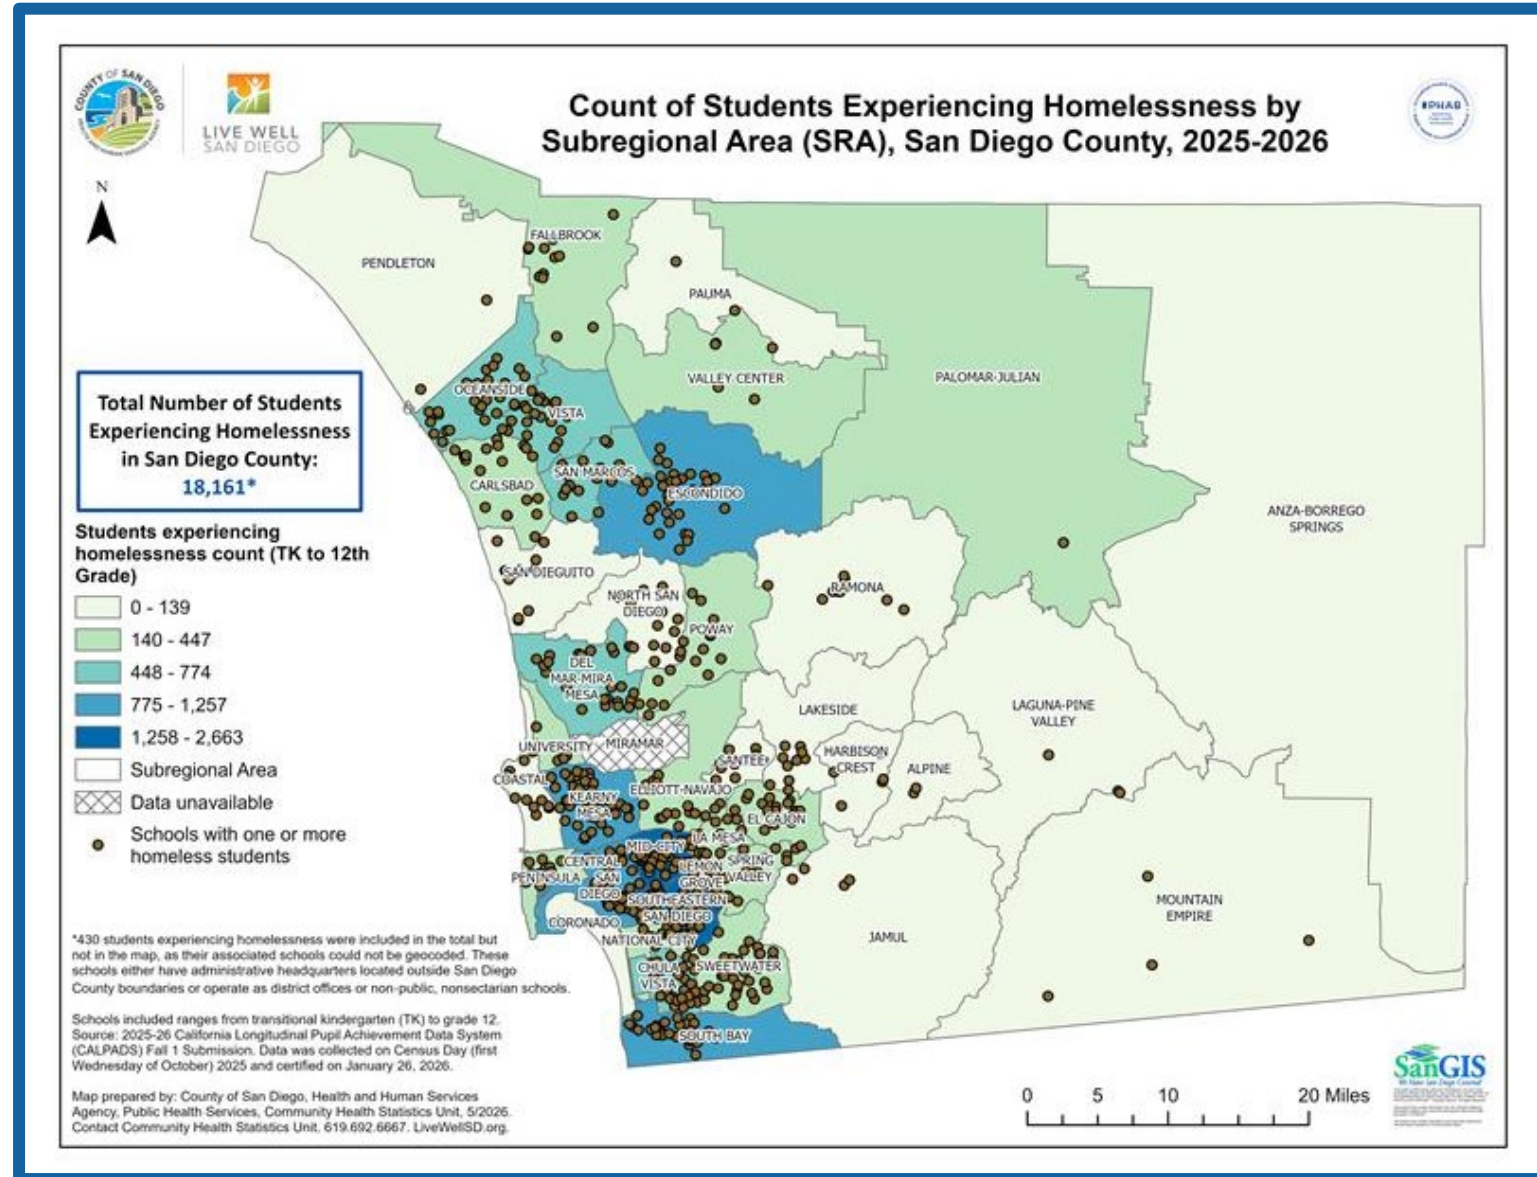 COUNTY OF SAN DIEGO
LIVE WELL
SAN DIEGO
Count of Students Experiencing Homelessness by
Subregional Area (SRA), San Diego County, 2025-2026
PHAB
N
Total Number of Students
Experiencing Homelessness
in San Diego County:
18,161*
Students experiencing
homelessness count (TK to 12th
Grade)
0 - 139
140 - 447
448 - 774
775 - 1,257
1,258 - 2,663
Subregional Area
Data unavailable
Schools with one or more
homeless students
PENDLETON
FALLBROOK
PAUMA
VALLEY CENTER
PALOMAR-JULIAN
OCEANSIDE
VISTA
SAN MARCOS
CARLSBAD
ESCONDIDO
ANZA-BORREGO
SPRINGS
SAN DIEGUITO
NORTH SAN
DIEGO
RAMONA
POWAY
DEL
MAR-MIRA
MESA
LAKESIDE
LAGUNA-PINE
VALLEY
UNIVERSITY
MIRAMAR
SANTEE
HARBISON
CREST
ALPINE
COASTAL
KEARNY
MESA
ELLIOTT-NAVAJO
EL CAJON
MID-CITY
LA MESA
CENTRAL
SAN
DIEGO
PENINSULA
LEMON
GROVE
SPRING
VALLEY
SOUTHEASTERN
SAN DIEGO
CORONADO
NATIONAL CITY
JAMUL
MOUNTAIN
EMPIRE
CHULA
VISTA
SWEETWATER
SOUTH BAY
*430 students experiencing homelessness were included in the total but
not in the map, as their associated schools could not be geocoded. These
schools either have administrative headquarters located outside San Diego
County boundaries or operate as district offices or non-public, nonsectarian schools.
Schools included ranges from transitional kindergarten (TK) to grade 12.
Source: 2025-26 California Longitudinal Pupil Achievement Data System
(CALPADS) Fall 1 Submission. Data was collected on Census Day (first
Wednesday of October) 2025 and certified on January 26, 2026.
Map prepared by: County of San Diego, Health and Human Services
Agency, Public Health Services, Community Health Statistics Unit, 5/2026.
Contact Community Health Statistics Unit. 619.692.6667. LiveWellSD.org.
0 5 10 20 Miles
SanGIS